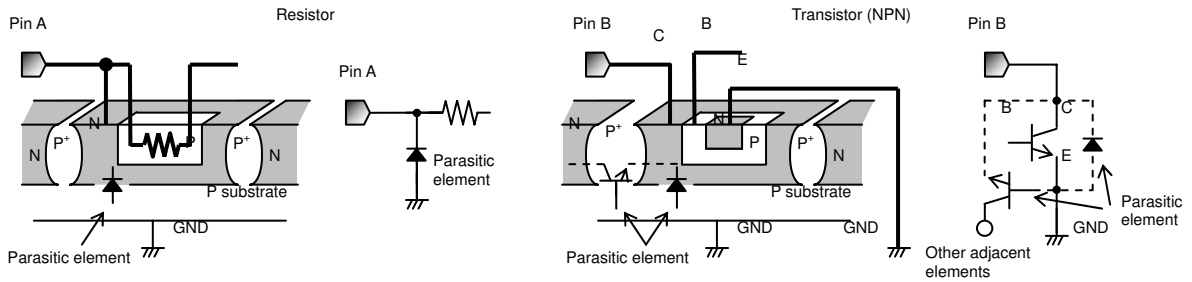 Resistor
Pin A
N
N
P+
P
P+
N
P substrate
GND
Parasitic element
Pin A
Parasitic
element
Transistor (NPN)
Pin B
C
B
E
N
P+
N
P
P+
N
P substrate
GND
GND
Parasitic element
Pin B
B
C
E
GND
Parasitic
element
Other adjacent
elements